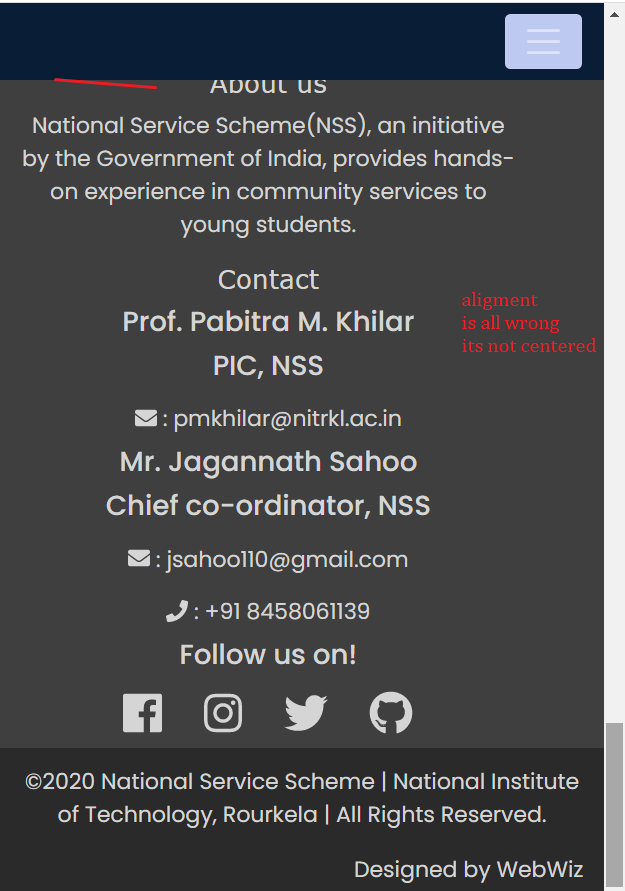 About us
National Service Scheme(NSS), an initiative
by the Government of India, provides hands-
on experience in community services to
young students.
Contact
Prof. Pabitra M. Khilar
PIC, NSS
aligment
is all wrong
its not centered
: pmkhilar@nitrkl.ac.in
Mr. Jagannath Sahoo
Chief co-ordinator, NSS
: jsahoo110@gmail.com
: +91 8458061139
Follow us on!
©2020 National Service Scheme | National Institute
of Technology, Rourkela | All Rights Reserved.
Designed by WebWiz